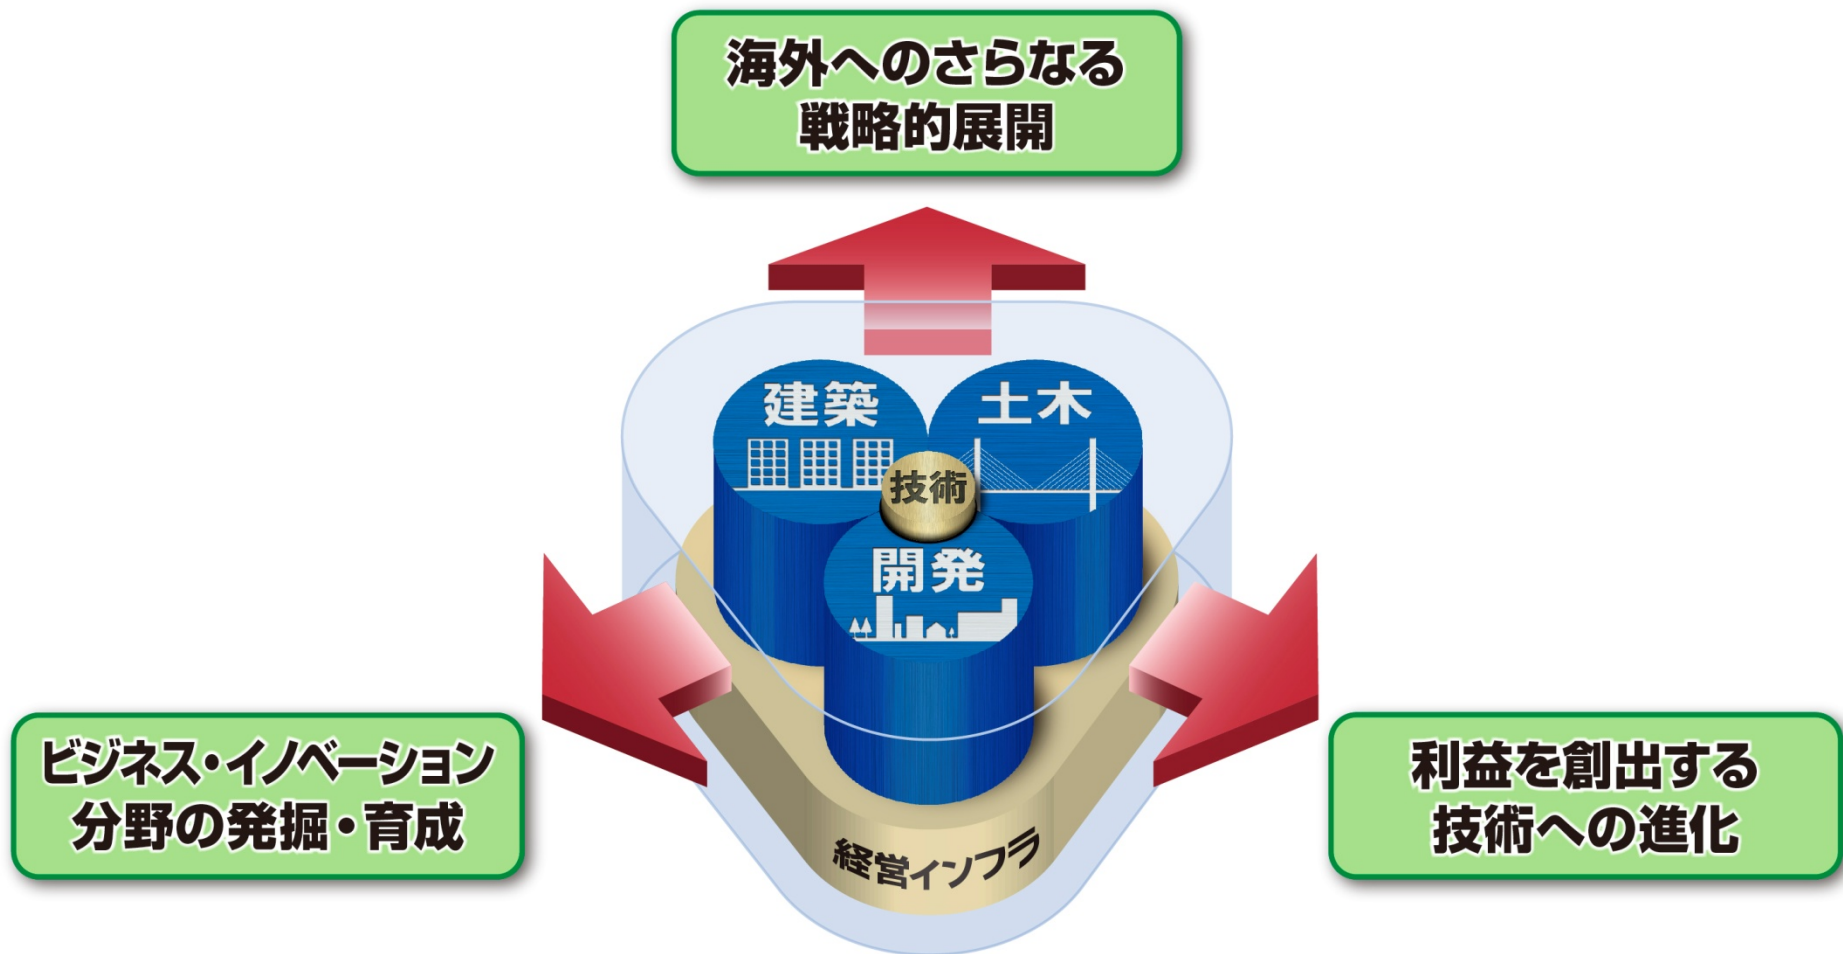 海外へのさらなる
戦略的展開
建築
土木
技術
開発
ビジネス・イノベーション
分野の発掘・育成
利益を創出する
技術への進化
経営インフラ